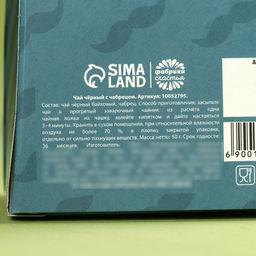 SIMA
LAND
фабрика
счастья
Чай чёрный с чабрецом. Артикул: 10052795.
Состав: чай чёрный байховый, чабрец. Способ приготовления: засыпьте
чай в прогретый заварочный чайник из расчёта одна
чайная ложка на чашку, залейте кипятком и дайте настояться
3-4 минуты. Хранить в сухом помещении, при относительной влажности
воздуха не более 70 %, в плотно закрытой упаковке,
отдельно от сильно пахнущих веществ. Масса нетто: 50 г. Срок годности:
36 месяцев. Изготовитель: